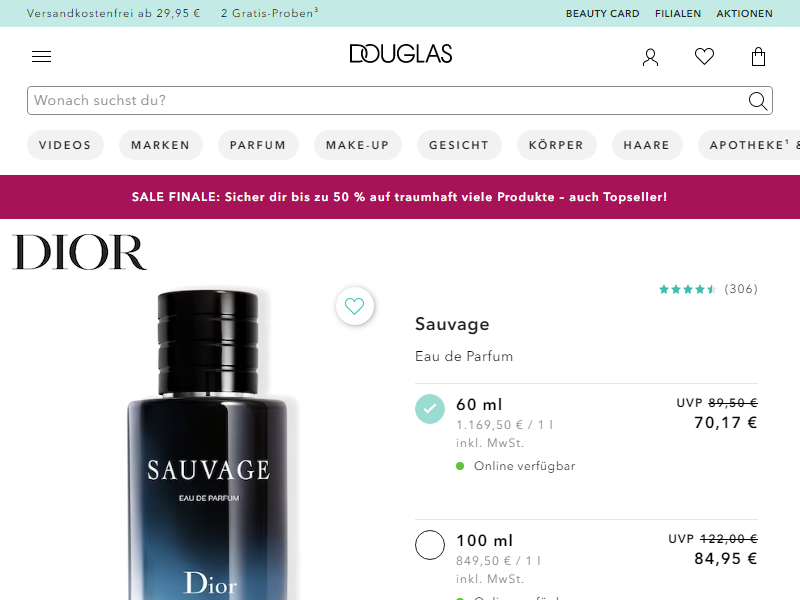 Versandkostenfrei ab 29,95 €
2 Gratis-Proben³
BEAUTY CARD
FILIALEN
AKTIONEN
DOUGLAS
Wonach suchst du?
VIDEOS
MARKEN
PARFUM
MAKE-UP
GESICHT
KÖRPER
HAARE
APOTHEKE¹ &
SALE FINALE: Sicher dir bis zu 50 % auf traumhaft viele Produkte – auch Topseller!
DIOR
SAUVAGE
EAU DE PARFUM
Dior
(306)
Sauvage
Eau de Parfum
60 ml
UVP 89,50 €
1.169,50 € / 1 l
70,17 €
inkl. MwSt.
Online verfügbar
100 ml
UVP 122,00 €
849,50 € / 1 l
84,95 €
inkl. MwSt.